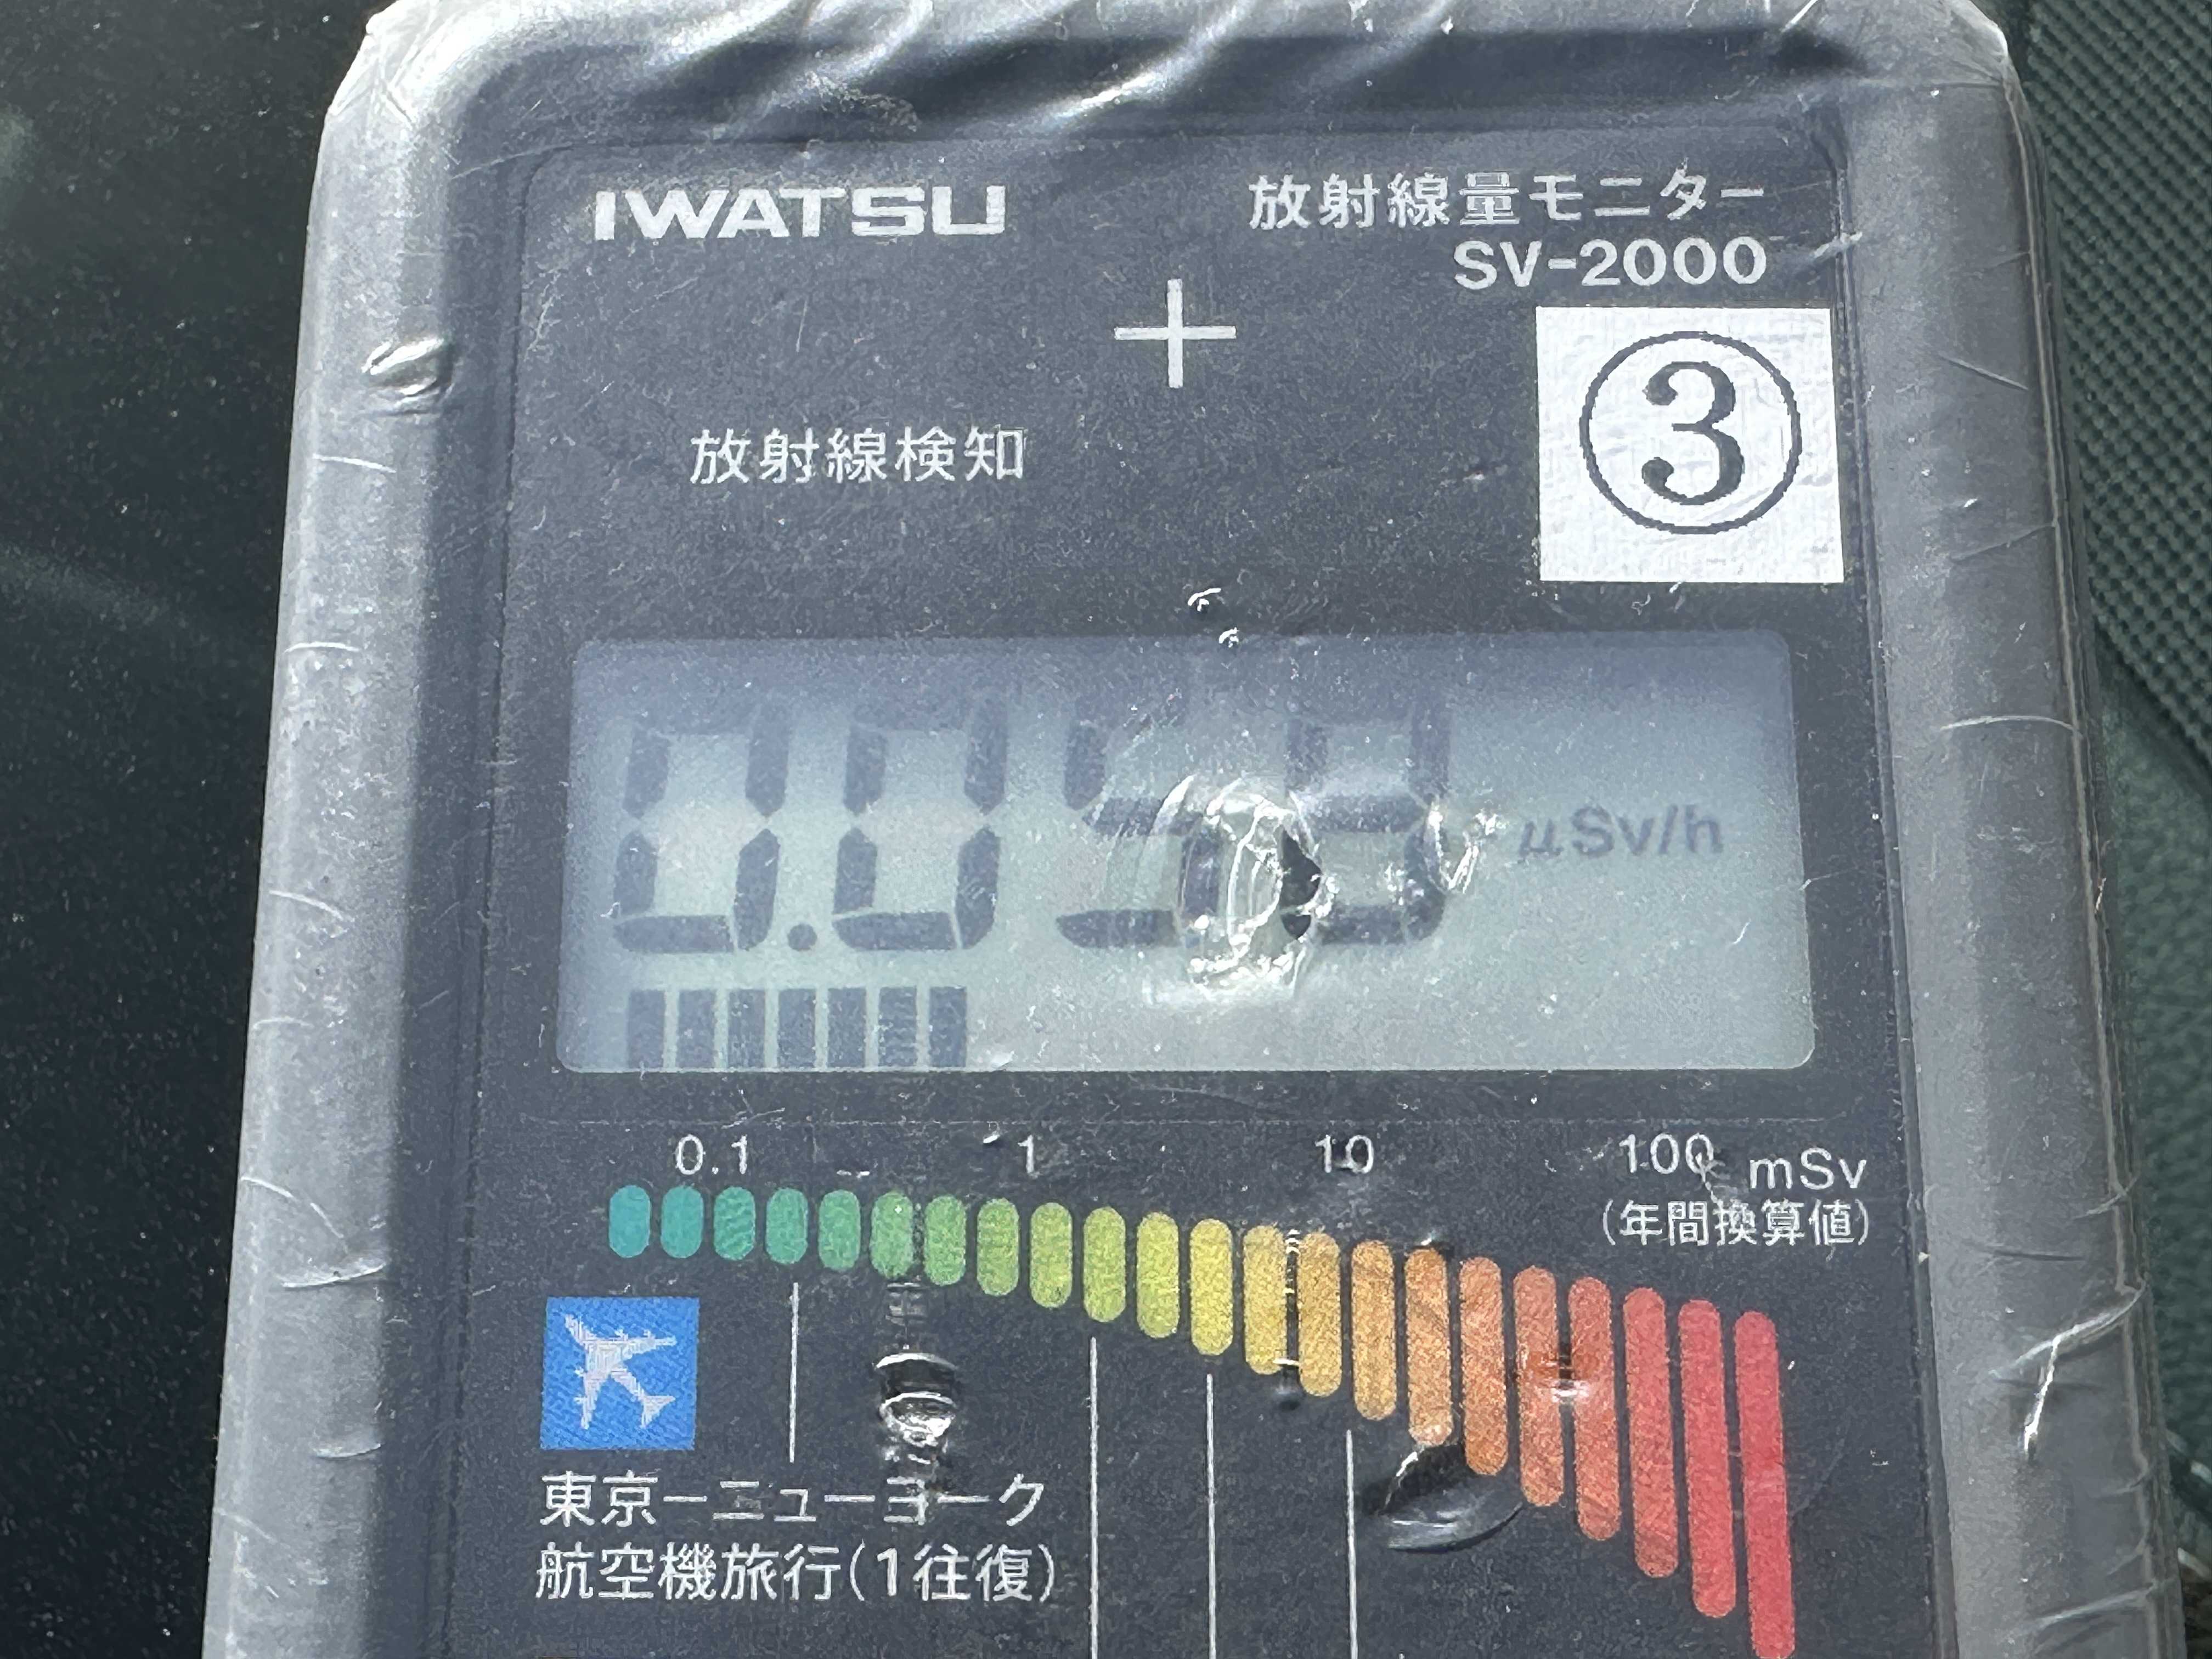 IWATSU
放射線量モニター
SV-2000
③
放射線検知
0.058 μSv/h
0.1 1 10 100 mSv
(年間換算値)
東京ーニューヨーク
航空機旅行(1往復)